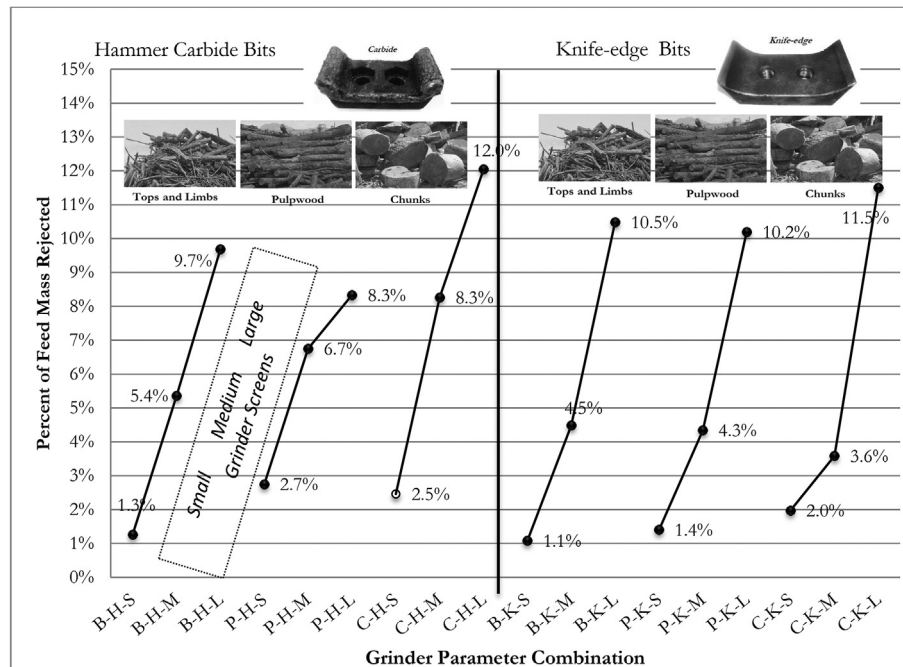 Hammer Carbide Bits
Carbide
Knife-edge Bits
Knife-edge
15%
14%
13%
12%
11%
10%
9%
8%
7%
6%
5%
4%
3%
2%
1%
0%
Percent of Feed Mass Rejected
Tops and Limbs
Pulpwood
Chunks
Tops and Limbs
Pulpwood
Chunks
1.3%
5.4%
9.7%
Small Medium Large
Grinder Screens
2.7%
6.7%
8.3%
2.5%
8.3%
12.0%
1.1%
4.5%
10.5%
1.4%
4.3%
10.2%
2.0%
3.6%
11.5%
B-H-S
B-H-M
B-H-L
P-H-S
P-H-M
P-H-L
C-H-S
C-H-M
C-H-L
B-K-S
B-K-M
B-K-L
P-K-S
P-K-M
P-K-L
C-K-S
C-K-M
C-K-L
Grinder Parameter Combination